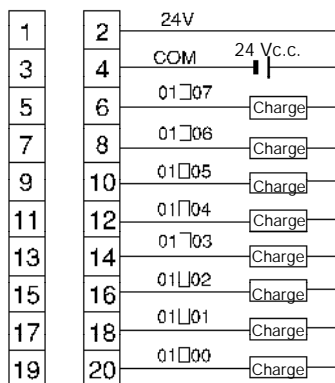 24V
1 2
COM 24 Vc.c.
3 4
01□07
5 6 Charge
01□06
7 8 Charge
01□05
9 10 Charge
01□04
11 12 Charge
01□03
13 14 Charge
01□02
15 16 Charge
01□01
17 18 Charge
01□00
19 20 Charge